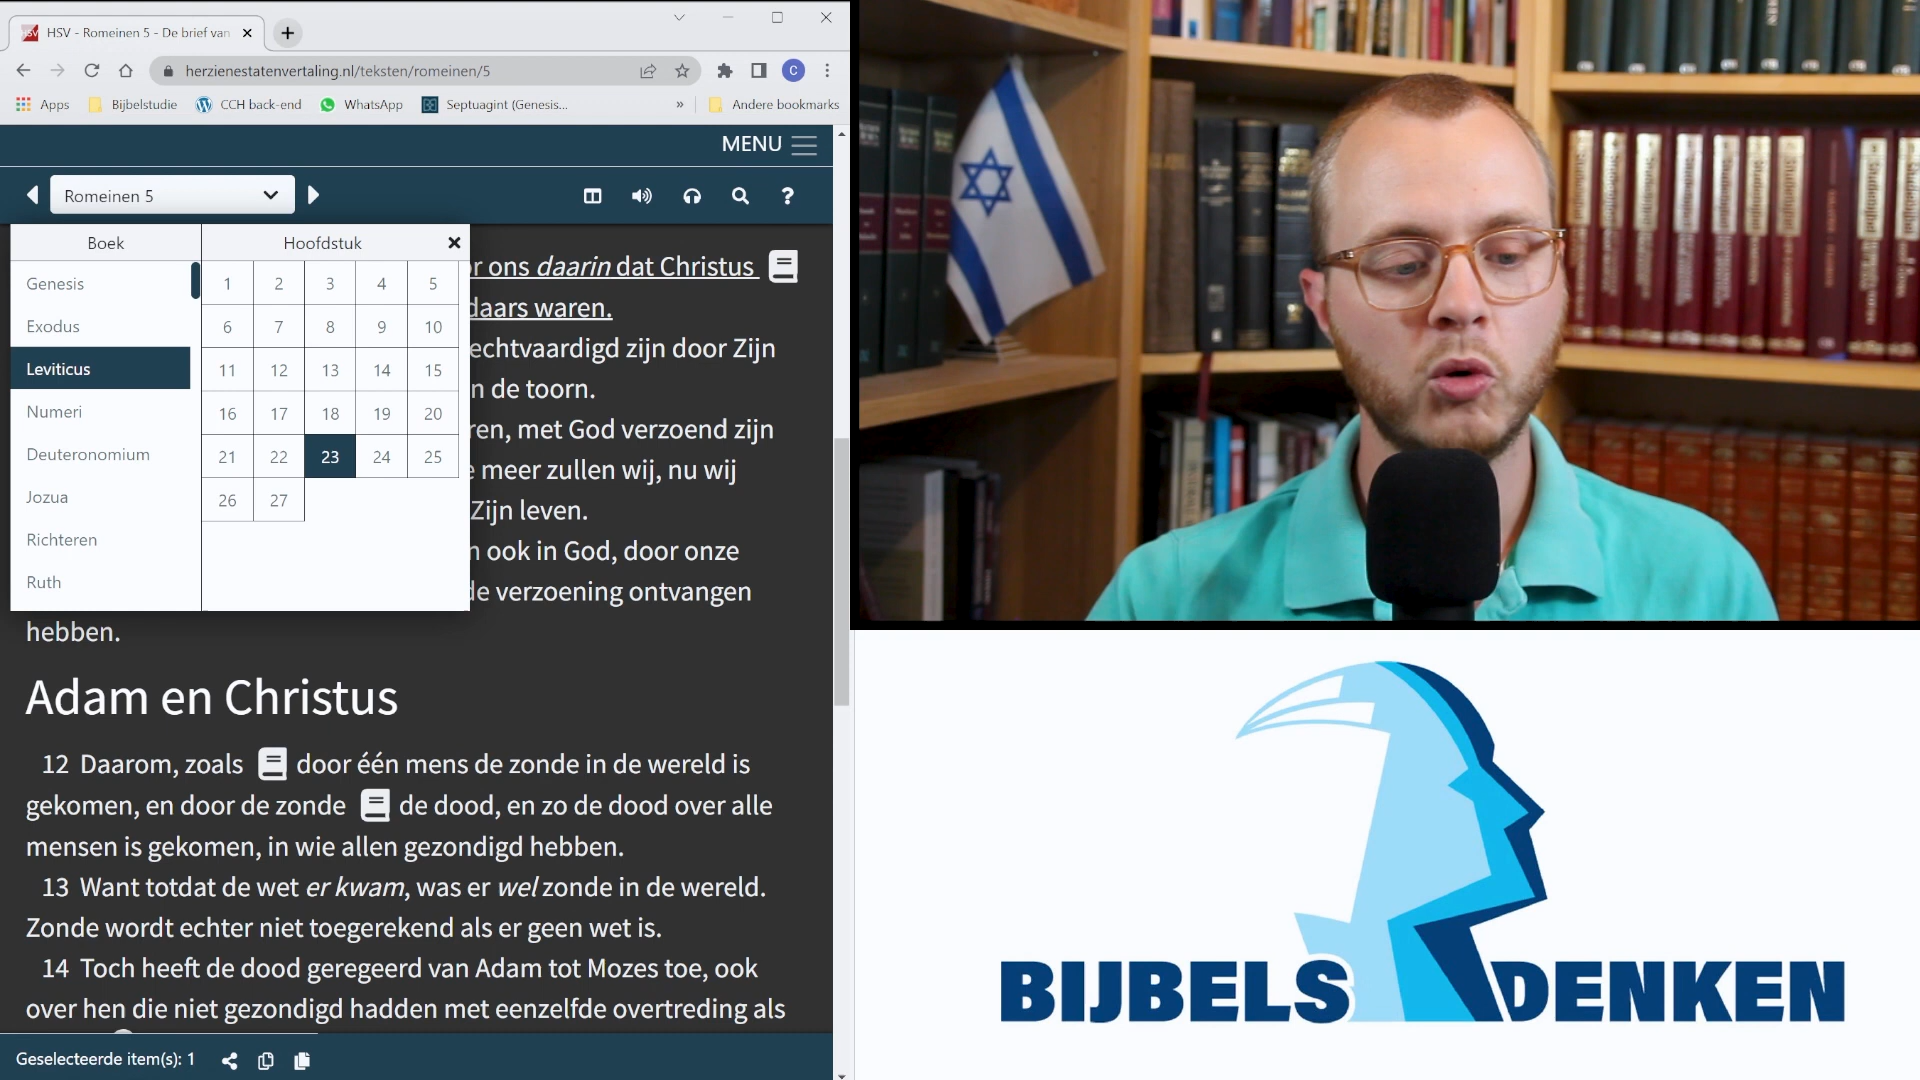 HSV - Romeinen 5 - De brief van
herzienestatenvertaling.nl/teksten/romeinen/5
C
Apps
Bijbelstudie
CCH back-end
WhatsApp
Septuagint (Genesis...
»
Andere bookmarks
MENU
Romeinen 5
?
Boek
Hoofdstuk
Genesis
Exodus
Leviticus
Numeri
Deuteronomium
Jozua
Richteren
Ruth
1 2 3 4 5
6 7 8 9 10
11 12 13 14 15
16 17 18 19 20
21 22 23 24 25
26 27
r ons daarin dat Christus
daars waren.
echtvaardigd zijn door Zijn
n de toorn.
ren, met God verzoend zijn
e meer zullen wij, nu wij
Zijn leven.
n ook in God, door onze
de verzoening ontvangen
hebben.
Adam en Christus
12 Daarom, zoals door één mens de zonde in de wereld is
gekomen, en door de zonde de dood, en zo de dood over alle
mensen is gekomen, in wie allen gezondigd hebben.
13 Want totdat de wet er kwam, was er wel zonde in de wereld.
Zonde wordt echter niet toegerekend als er geen wet is.
14 Toch heeft de dood geregeerd van Adam tot Mozes toe, ook
over hen die niet gezondigd hadden met eenzelfde overtreding als
Geselecteerde item(s): 1
BIJBELS DENKEN